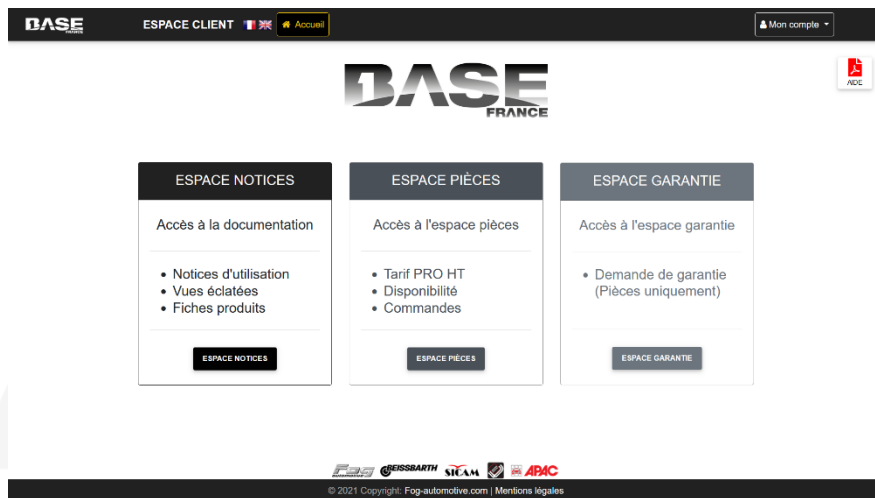 BASE
FRANCE
ESPACE CLIENT
Accueil
Mon compte
AIDE
BASE
FRANCE
ESPACE NOTICES
Accès à la documentation
• Notices d'utilisation
• Vues éclatées
• Fiches produits
ESPACE NOTICES
ESPACE PIÈCES
Accès à l'espace pièces
• Tarif PRO HT
• Disponibilité
• Commandes
ESPACE PIÈCES
ESPACE GARANTIE
Accès à l'espace garantie
• Demande de garantie
(Pièces uniquement)
ESPACE GARANTIE
Fog
BEISSBARTH
SICAM
APAC
© 2021 Copyright: Fog-automotive.com | Mentions légales